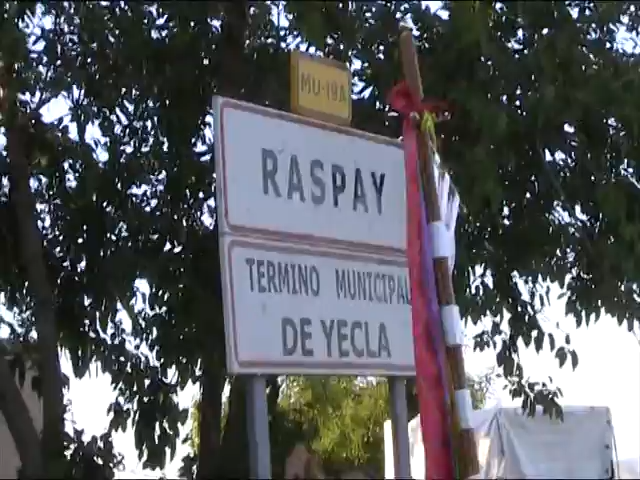 MU-19A
RASPAY
TERMINO MUNICIPAL
DE YECLA